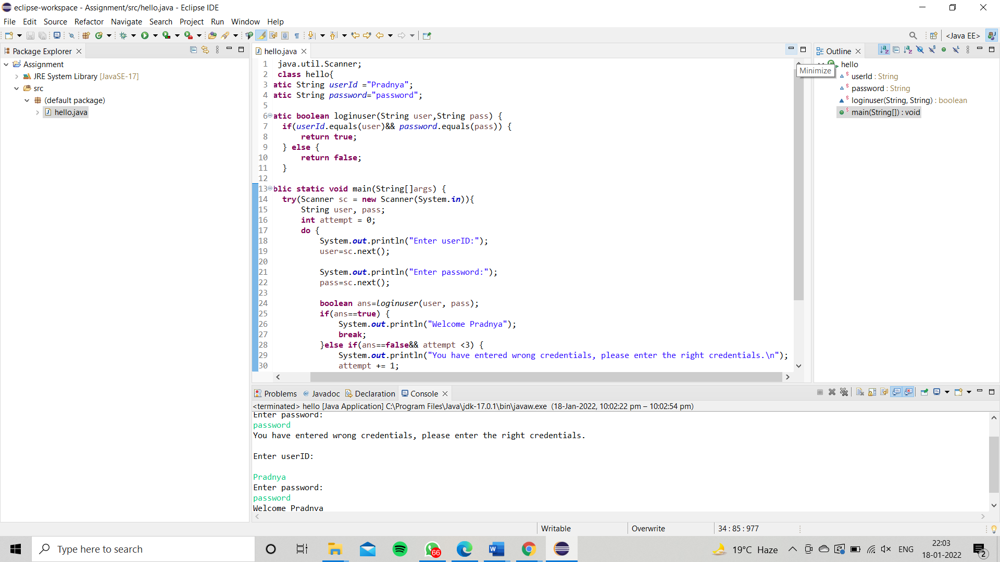 eclipse-workspace - Assignment/src/hello.java - Eclipse IDE
File Edit Source Refactor Navigate Search Project Run Window Help
<Java EE>
Package Explorer
Assignment
JRE System Library [JavaSE-17]
src
(default package)
hello.java
hello.java
1 java.util.Scanner;
2 class hello{
3 atic String userId ="Pradnya";
4 atic String password="password";
5
6 atic boolean loginuser(String user,String pass) {
7 if(userId.equals(user)&& password.equals(pass)) {
8 return true;
9 } else {
10 return false;
11 }
12
13 blic static void main(String[]args) {
14 try(Scanner sc = new Scanner(System.in)){
15 String user, pass;
16 int attempt = 0;
17 do {
18 System.out.println("Enter userID:");
19 user=sc.next();
20
21 System.out.println("Enter password:");
22 pass=sc.next();
23
24 boolean ans=loginuser(user, pass);
25 if(ans==true) {
26 System.out.println("Welcome Pradnya");
27 break;
28 }else if(ans==false&& attempt <3) {
29 System.out.println("You have entered wrong credentials, please enter the right credentials.\n");
30 attempt += 1;
Outline
Minimize
hello
userId : String
password : String
loginuser(String, String) : boolean
main(String[]) : void
Problems @ Javadoc Declaration Console
<terminated> hello [Java Application] C:\Program Files\Java\jdk-17.0.1\bin\javaw.exe (18-Jan-2022, 10:02:22 pm – 10:02:54 pm)
Enter password:
password
You have entered wrong credentials, please enter the right credentials.
Enter userID:
Pradnya
Enter password:
password
Welcome Pradnya
Writable Overwrite 34 : 85 : 977
Type here to search
66
19°C Haze
ENG
22:03
18-01-2022
2